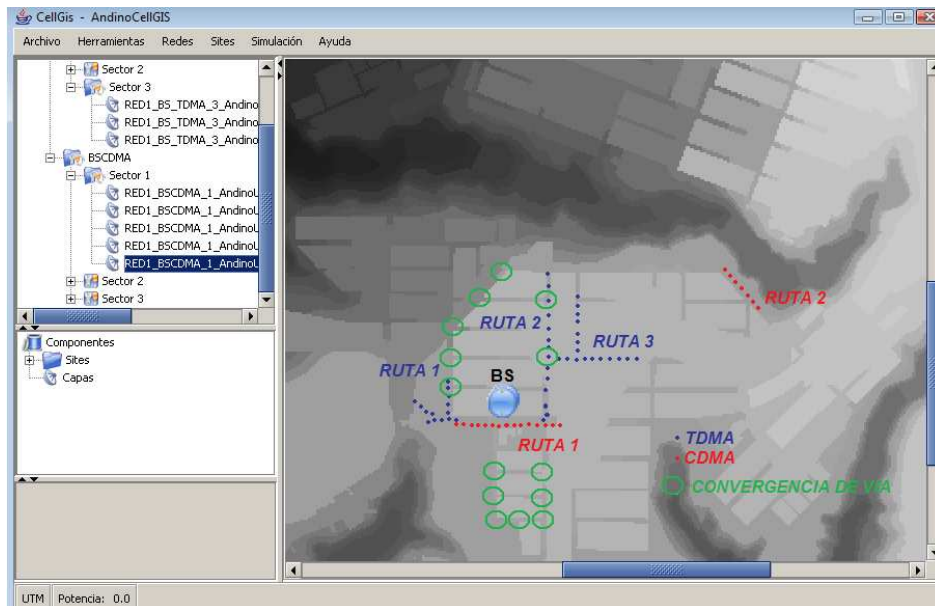 CellGis - AndinoCellGIS
Archivo Herramientas Redes Sites Simulación Ayuda
Sector 2
Sector 3
RED1_BS_TDMA_3_Andino
RED1_BS_TDMA_3_Andino
RED1_BS_TDMA_3_Andino
BSCDMA
Sector 1
RED1_BSCDMA_1_AndinoU
RED1_BSCDMA_1_AndinoU
RED1_BSCDMA_1_AndinoU
RED1_BSCDMA_1_AndinoU
RED1_BSCDMA_1_AndinoU
Sector 2
Sector 3
Componentes
Sites
Capas
RUTA 2
RUTA 2
RUTA 3
RUTA 1
BS
RUTA 1
TDMA
CDMA
CONVERGENCIA DE VIA
UTM Potencia: 0.0